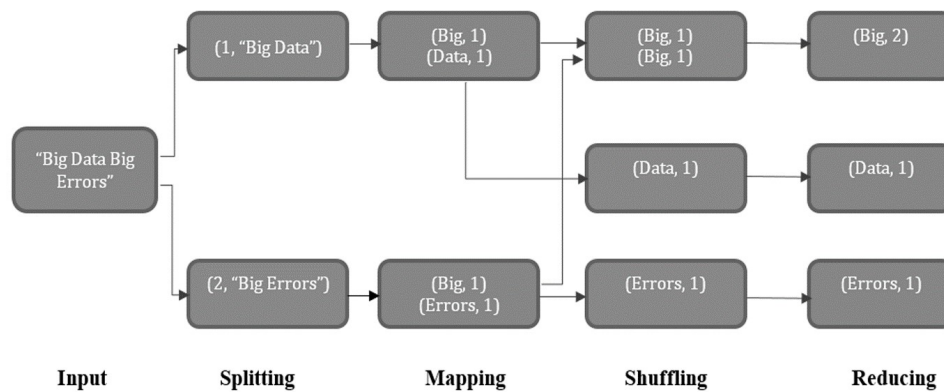 (1, “Big Data”)
(Big, 1)
(Data, 1)
(Big, 1)
(Big, 1)
(Big, 2)
“Big Data Big
Errors”
(Data, 1)
(Data, 1)
(2, “Big Errors”)
(Big, 1)
(Errors, 1)
(Errors, 1)
(Errors, 1)
Input Splitting Mapping Shuffling Reducing